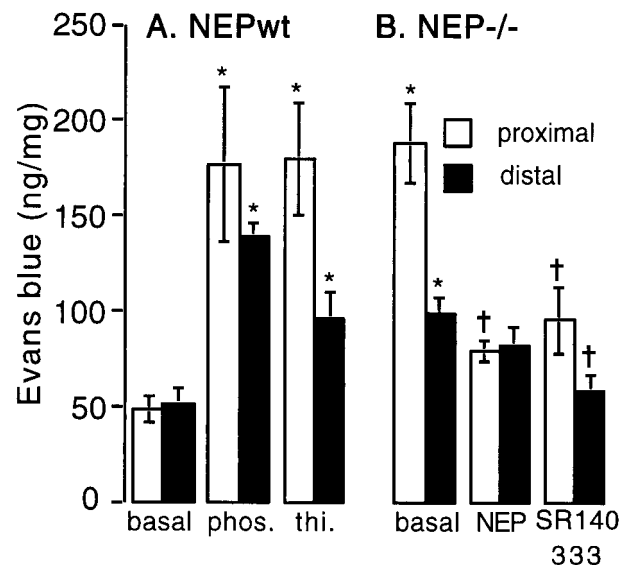 A. NEPwt
B. NEP-/-
Evans blue (ng/mg)
250
200
150
100
50
0
proximal
distal
*
*
*
*
*
*
†
†
†
basal phos. thi.
basal NEP SR140
333